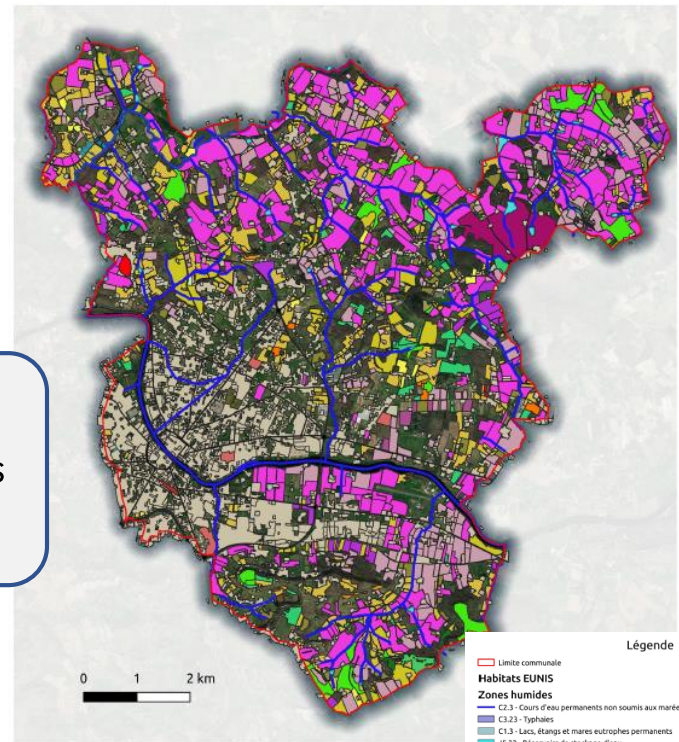 s
0 1 2 km
Légende
Limite communale
Habitats EUNIS
Zones humides
C2.3 - Cours d'eau permanents non soumis aux marée
C3.23 - Typhaies
C1.3 - Lacs, étangs et mares eutrophes permanents